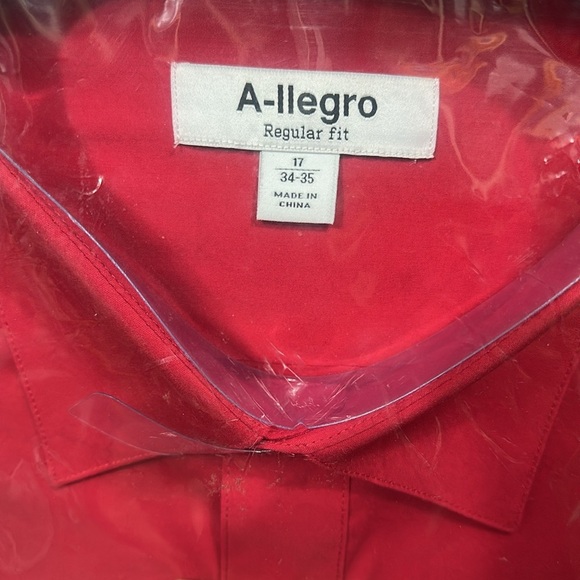 A-llegro
Regular fit
17
34-35
MADE IN
CHINA